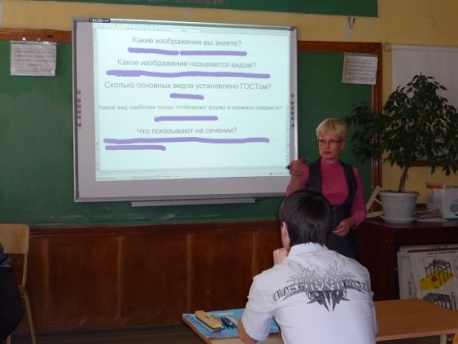 Какие изображения вы знаете?
Какое изображение называется видом?
Сколько основных видов установлено ГОСТом?
Какой вид наиболее полно отображает форму и размеры предмета?
Что показывают на сечении?